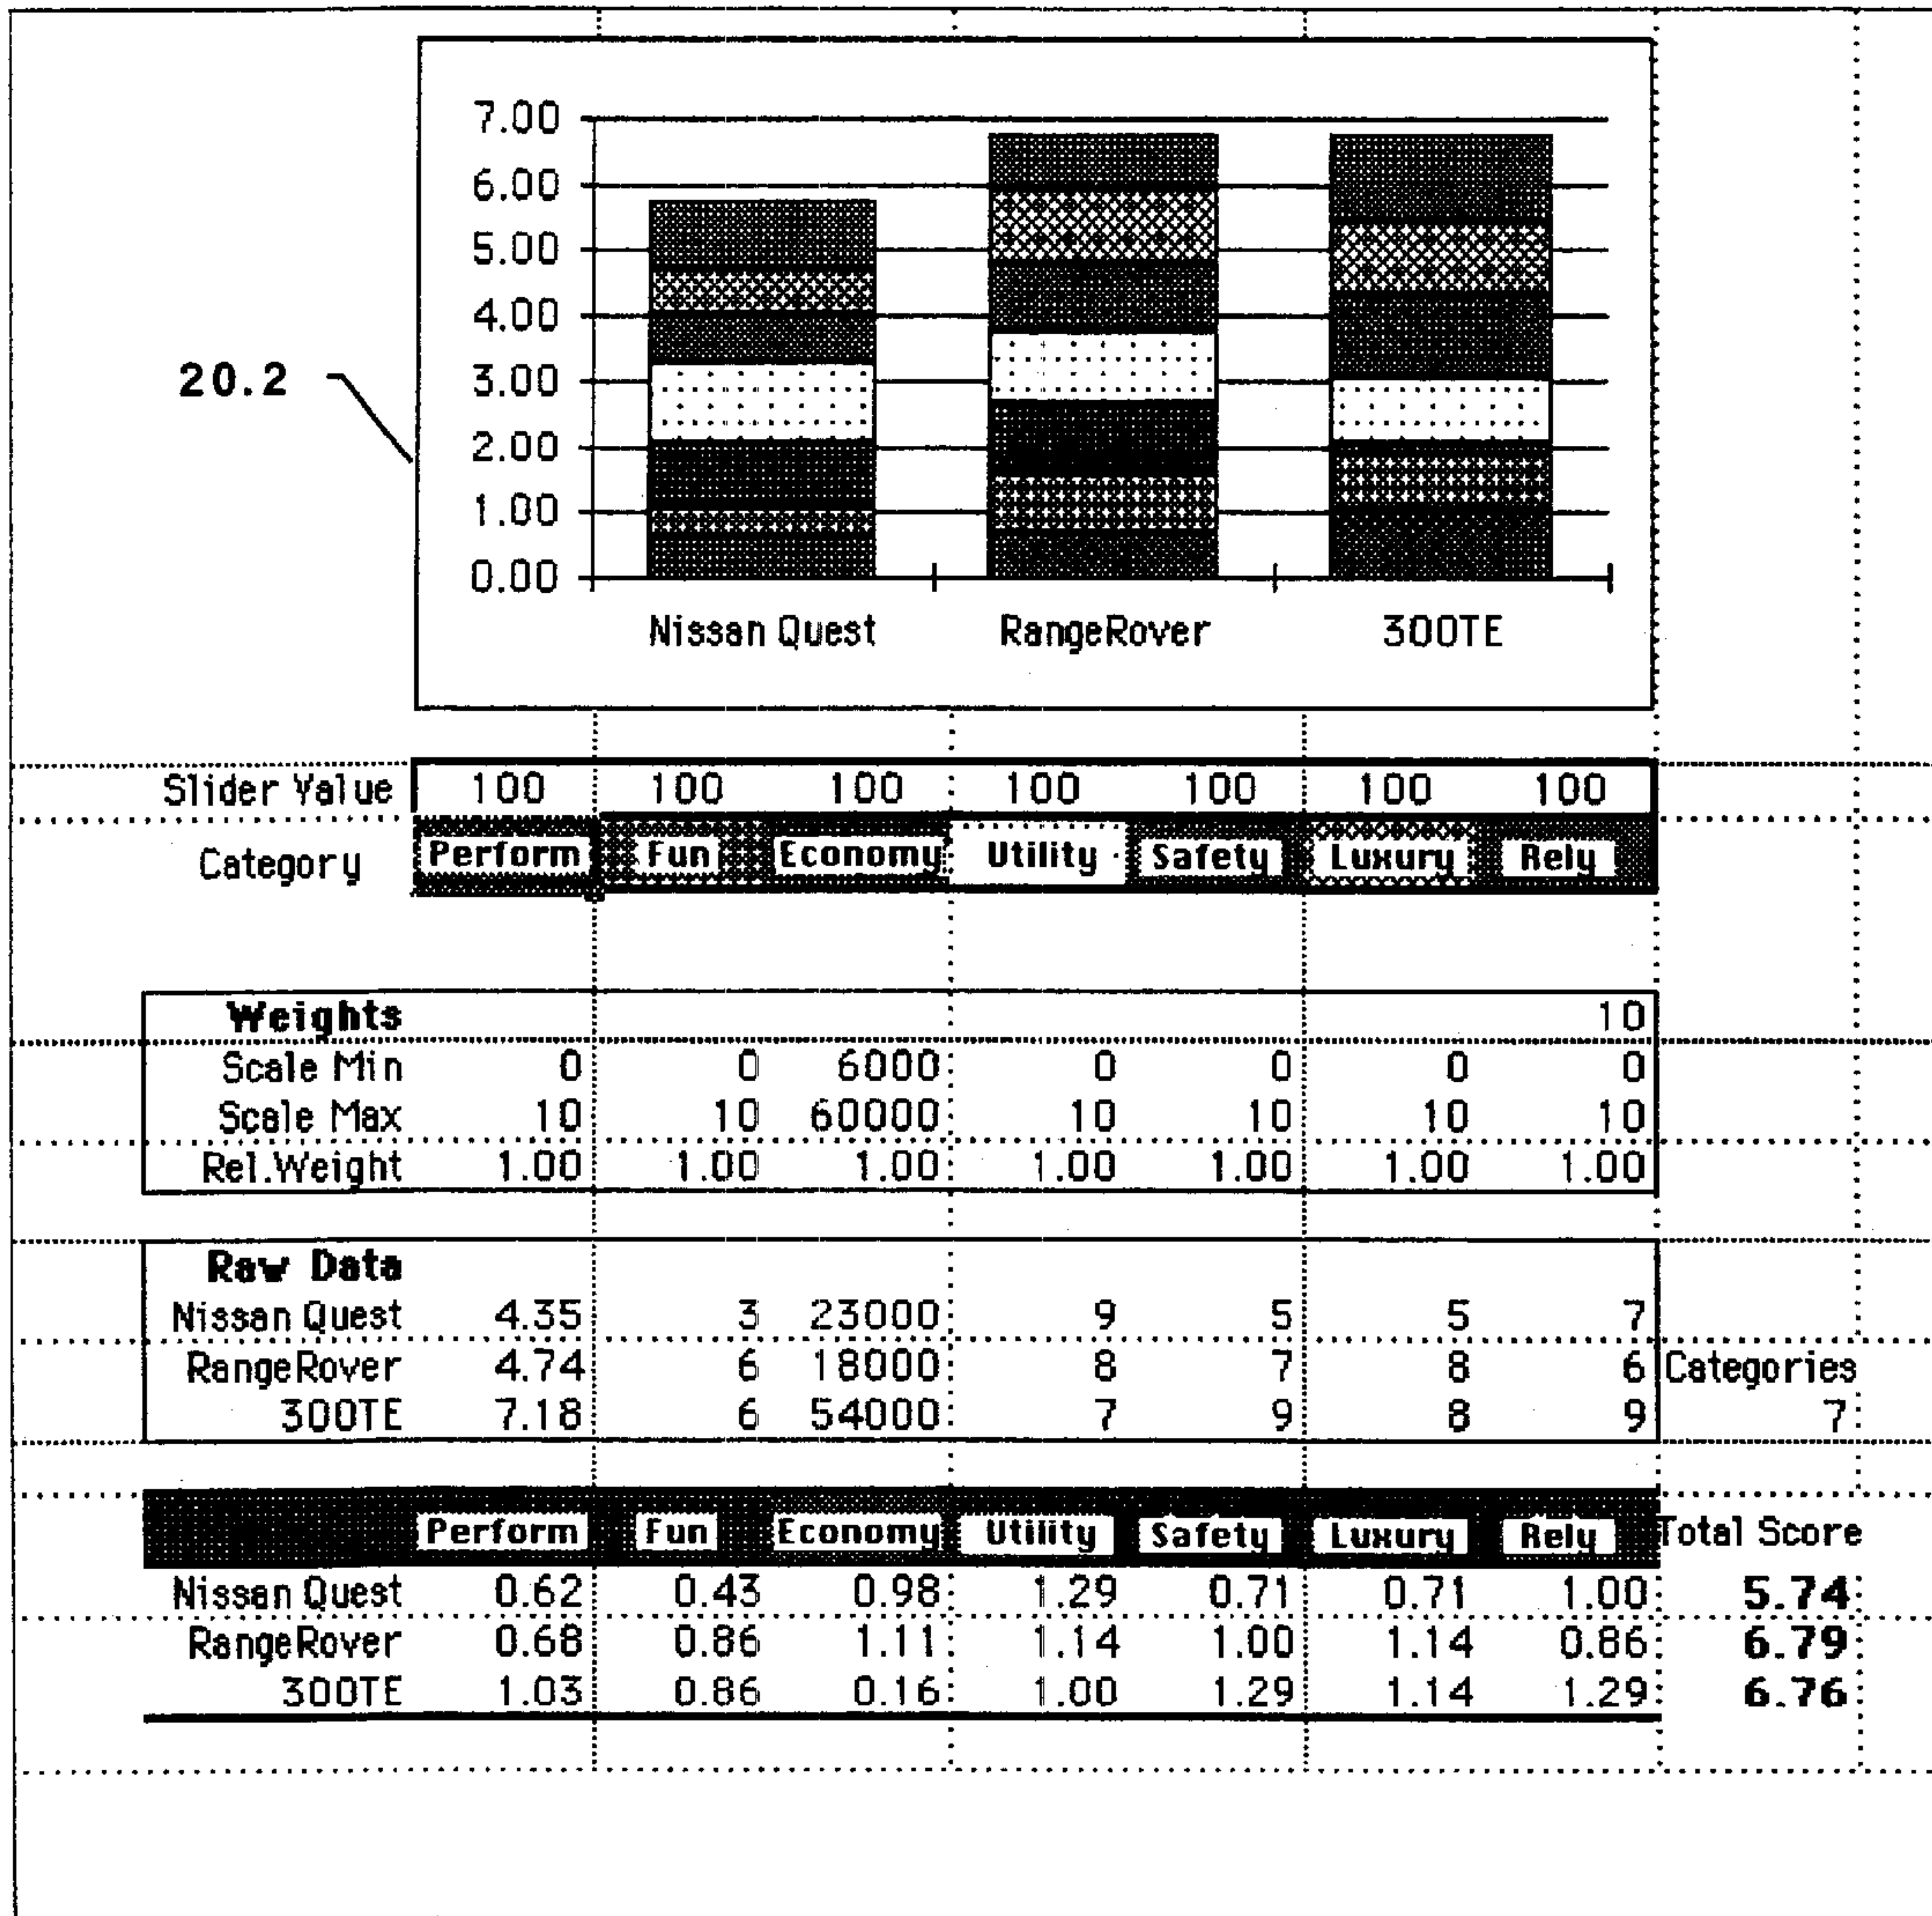 7.00
6.00
5.00
4.00
20.2
3.00
2.00
1.00
0.00
Nissan Quest RangeRover 300TE
Slider Value 100 100 100 100 100 100 100
Category Perform Fun Economy Utility Safety Luxury Rely
Weights 10
Scale Min 0 0 6000 0 0 0 0
Scale Max 10 10 60000 10 10 10 10
Rel.Weight 1.00 1.00 1.00 1.00 1.00 1.00 1.00
Raw Data
Nissan Quest 4.35 3 23000 9 5 5 7
RangeRover 4.74 6 18000 8 7 8 6 Categories
300TE 7.18 6 54000 7 9 8 9 7
Perform Fun Economy Utility Safety Luxury Rely Total Score
Nissan Quest 0.62 0.43 0.98 1.29 0.71 0.71 1.00 5.74
RangeRover 0.68 0.86 1.11 1.14 1.00 1.14 0.86 6.79
300TE 1.03 0.86 0.16 1.00 1.29 1.14 1.29 6.76